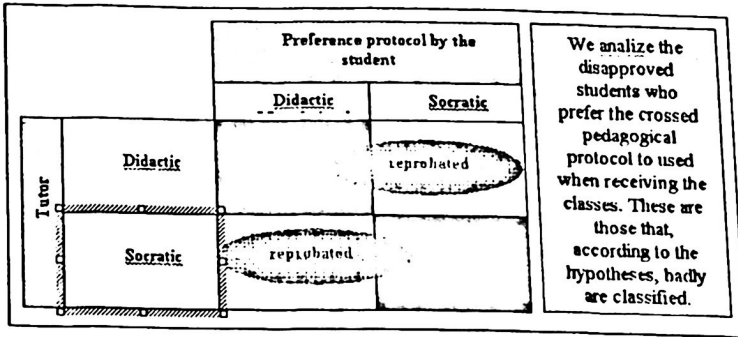 Preference protocol by the
student
Didactic
Socratic
Tutor
Didactic
reprobated
Socratic
reprobated
We analize the
disapproved
students who
prefer the crossed
pedagogical
protocol to used
when receiving the
classes. These are
those that,
according to the
hypotheses, badly
are classified.